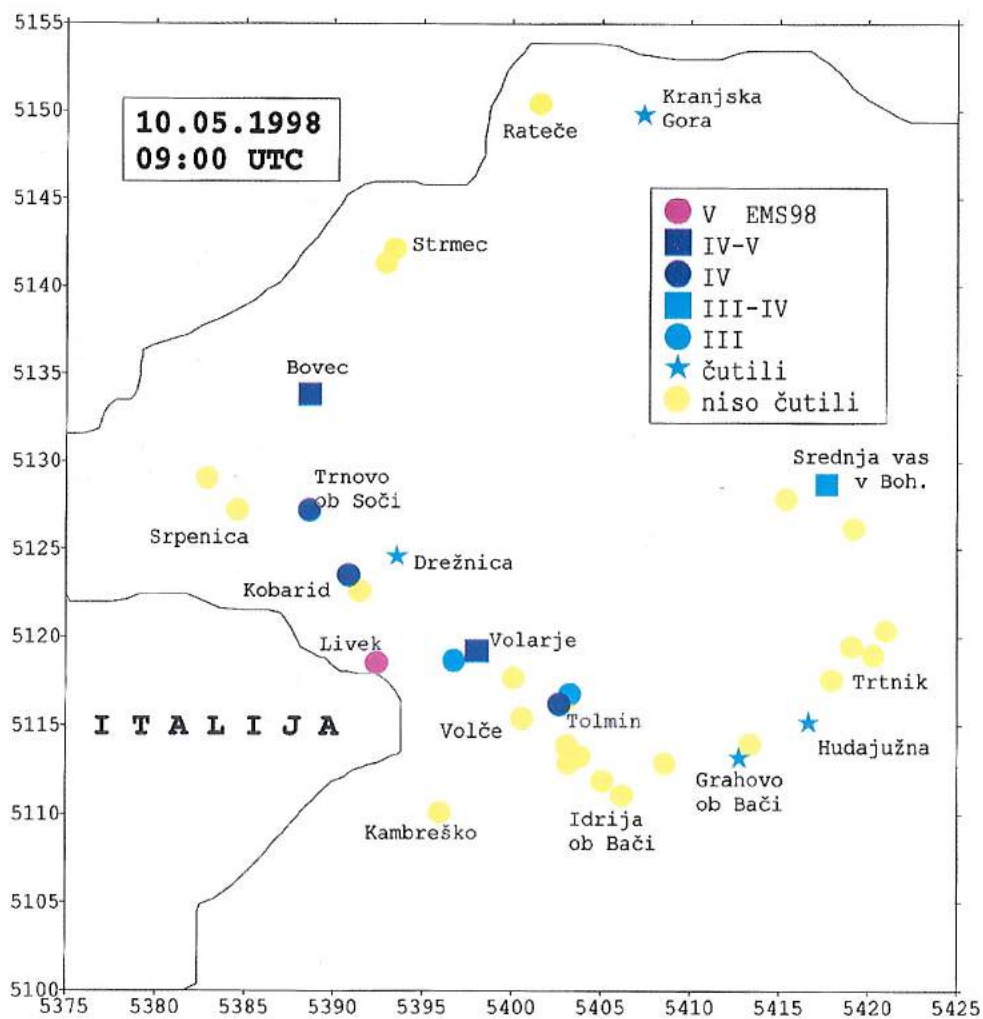 10.05.1998
09:00 UTC
Kranjska
Gora
Rateče
V EMS98
IV-V
IV
III-IV
III
čutili
niso čutili
Strmec
Bovec
Trnovo
ob Soči
Srednja vas
v Boh.
Srpenica
Drežnica
Kobarid
Livek
Volarje
Trtnik
ITALIJA
Volče
Tolmin
Hudajužna
Grahovo
ob Bači
Kambreško
Idrija
ob Bači
5155
5150
5145
5140
5135
5130
5125
5120
5115
5110
5105
5100
5375 5380 5385 5390 5395 5400 5405 5410 5415 5420 5425